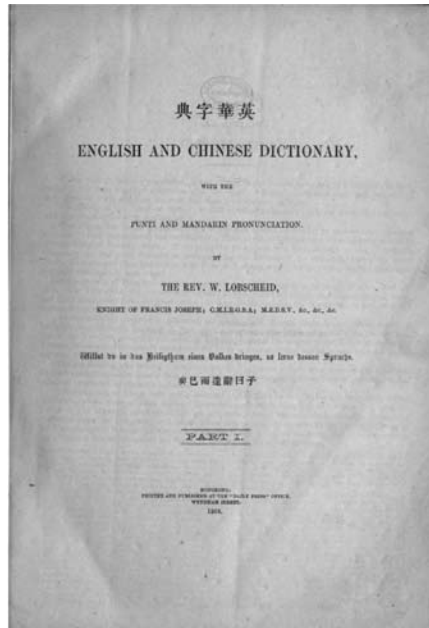 典字華英
ENGLISH AND CHINESE DICTIONARY,
WITH THE
PUNTI AND MANDARIN PRONUNCIATION.
BY
THE REV. W. LOBSCHEID,
KNIGHT OF FRANCIS JOSEPH; C.M.I.R.G.S.A; M.Z.B.S.V., &c., &c., &c.
Willst du in das Heiligthum eines Volkes dringen, so lerne dessen Sprache.
矣已而達辭曰子
PART I.
HONGKONG:
PRINTED AND PUBLISHED AT THE "DAILY PRESS" OFFICE,
WYNDHAM STREET.